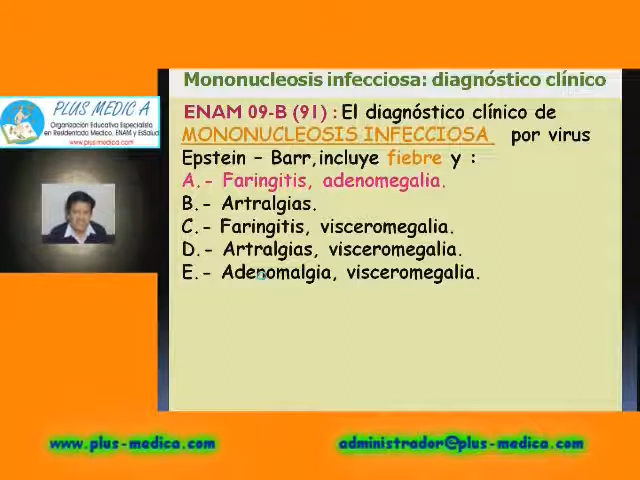 Mononucleosis infecciosa: diagnóstico clínico
PLUS MEDIC A
Organización Educativa Especialista
en Residentado Medico, ENAM y EsSalud
www.plus-medica.com
ENAM 09-B (91) : El diagnóstico clínico de
MONONUCLEOSIS INFECCIOSA por virus
Epstein – Barr, incluye fiebre y :
A.- Faringitis, adenomegalia.
B.- Artralgias.
C.- Faringitis, visceromegalia.
D.- Artralgias, visceromegalia.
E.- Adenomalgia, visceromegalia.
www.plus-medica.com
administrador@plus-medica.com